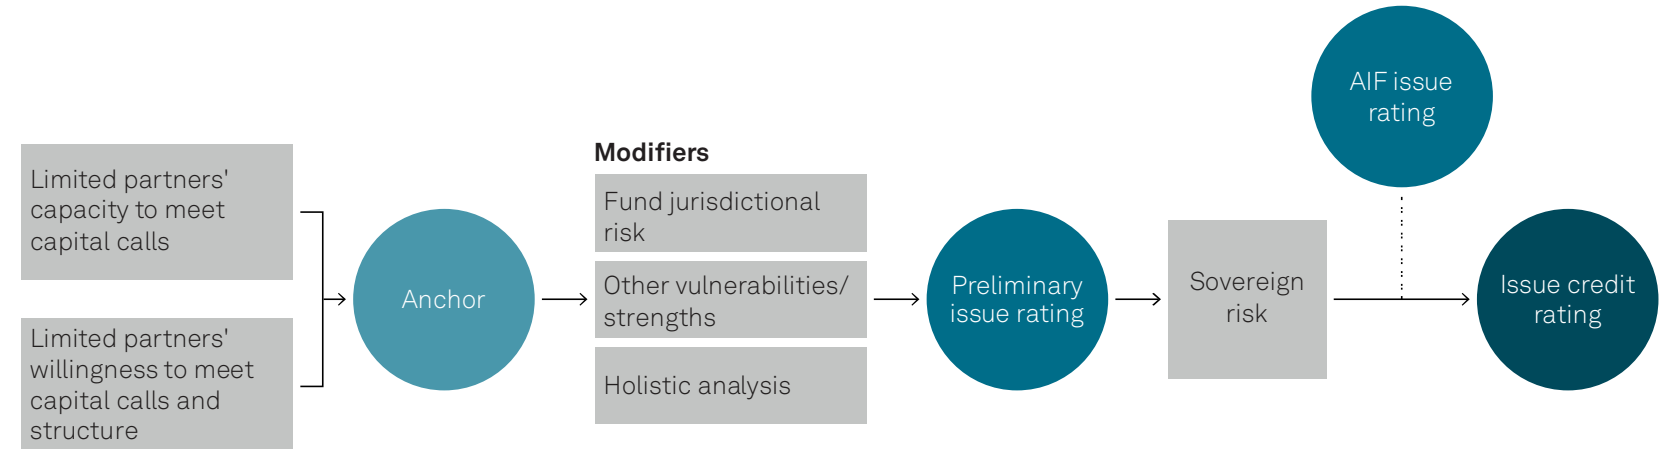 Limited partners'
capacity to meet
capital calls
Limited partners'
willingness to meet
capital calls and
structure
Anchor
Modifiers
Fund jurisdictional
risk
Other vulnerabilities/
strengths
Holistic analysis
Preliminary
issue rating
Sovereign
risk
AIF issue
rating
Issue credit
rating